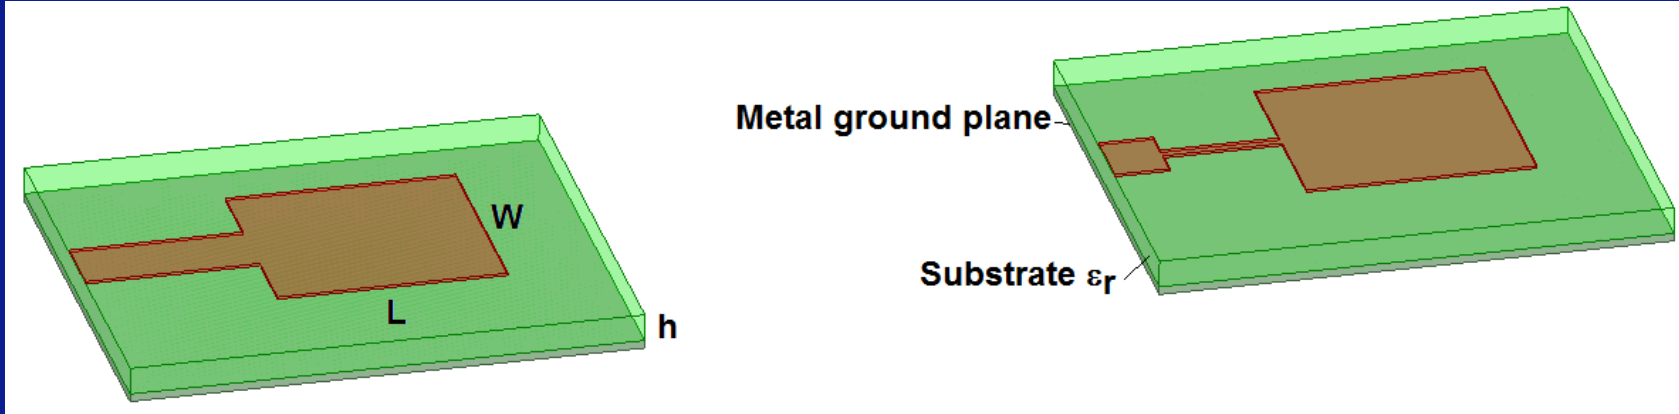 Metal ground plane
W
Substrate εr
L
h